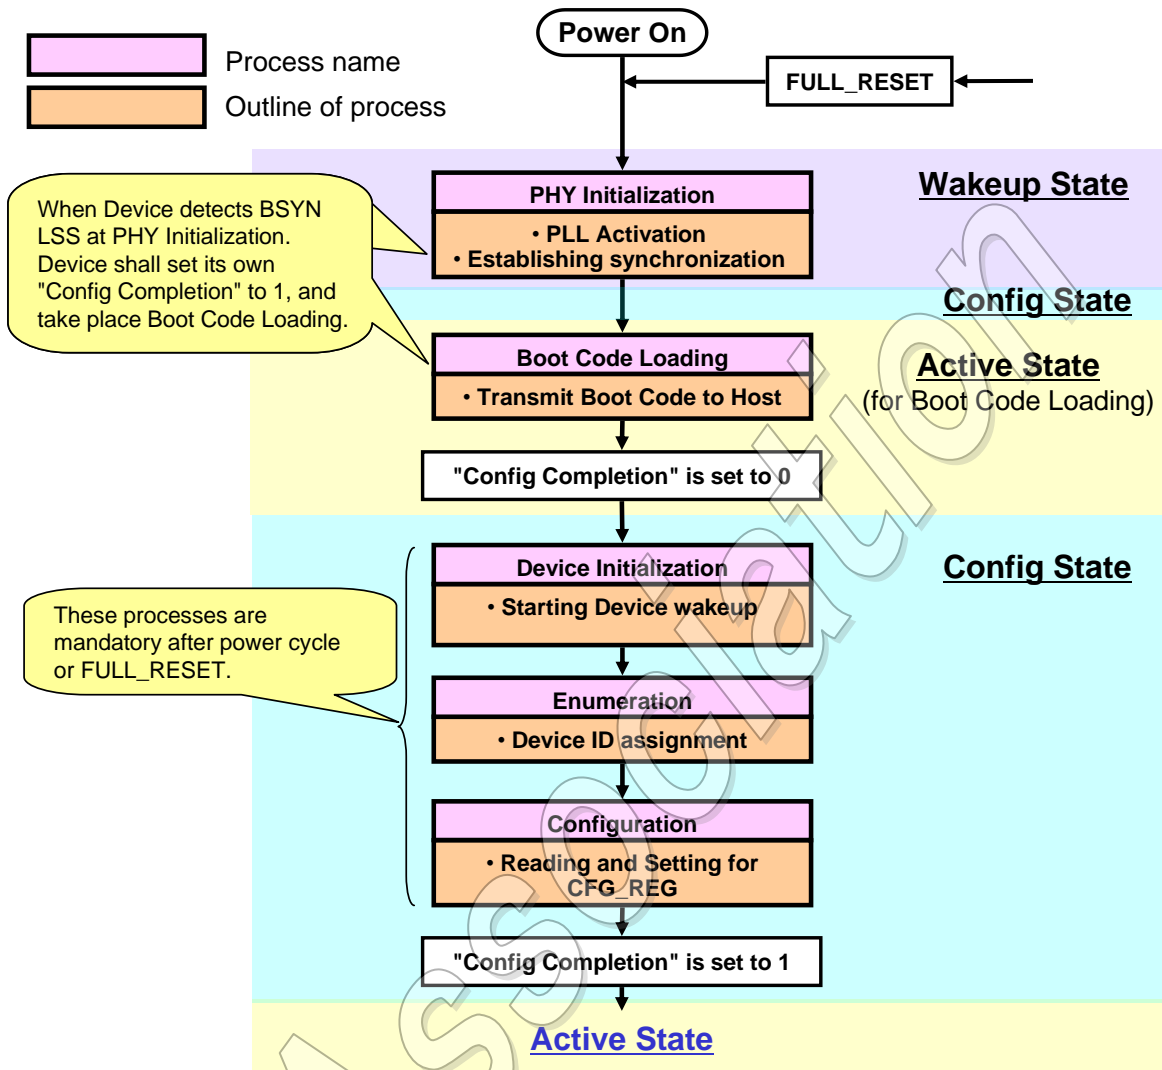 Power On
Process name
FULL_RESET
Outline of process
Wakeup State
PHY Initialization
• PLL Activation
• Establishing synchronization
When Device detects BSYN
LSS at PHY Initialization.
Device shall set its own
"Config Completion" to 1, and
take place Boot Code Loading.
Config State
Boot Code Loading
• Transmit Boot Code to Host
Active State
(for Boot Code Loading)
"Config Completion" is set to 0
Device Initialization
• Starting Device wakeup
Config State
These processes are
mandatory after power cycle
or FULL_RESET.
Enumeration
• Device ID assignment
Configuration
• Reading and Setting for
CFG_REG
"Config Completion" is set to 1
Active State
Association